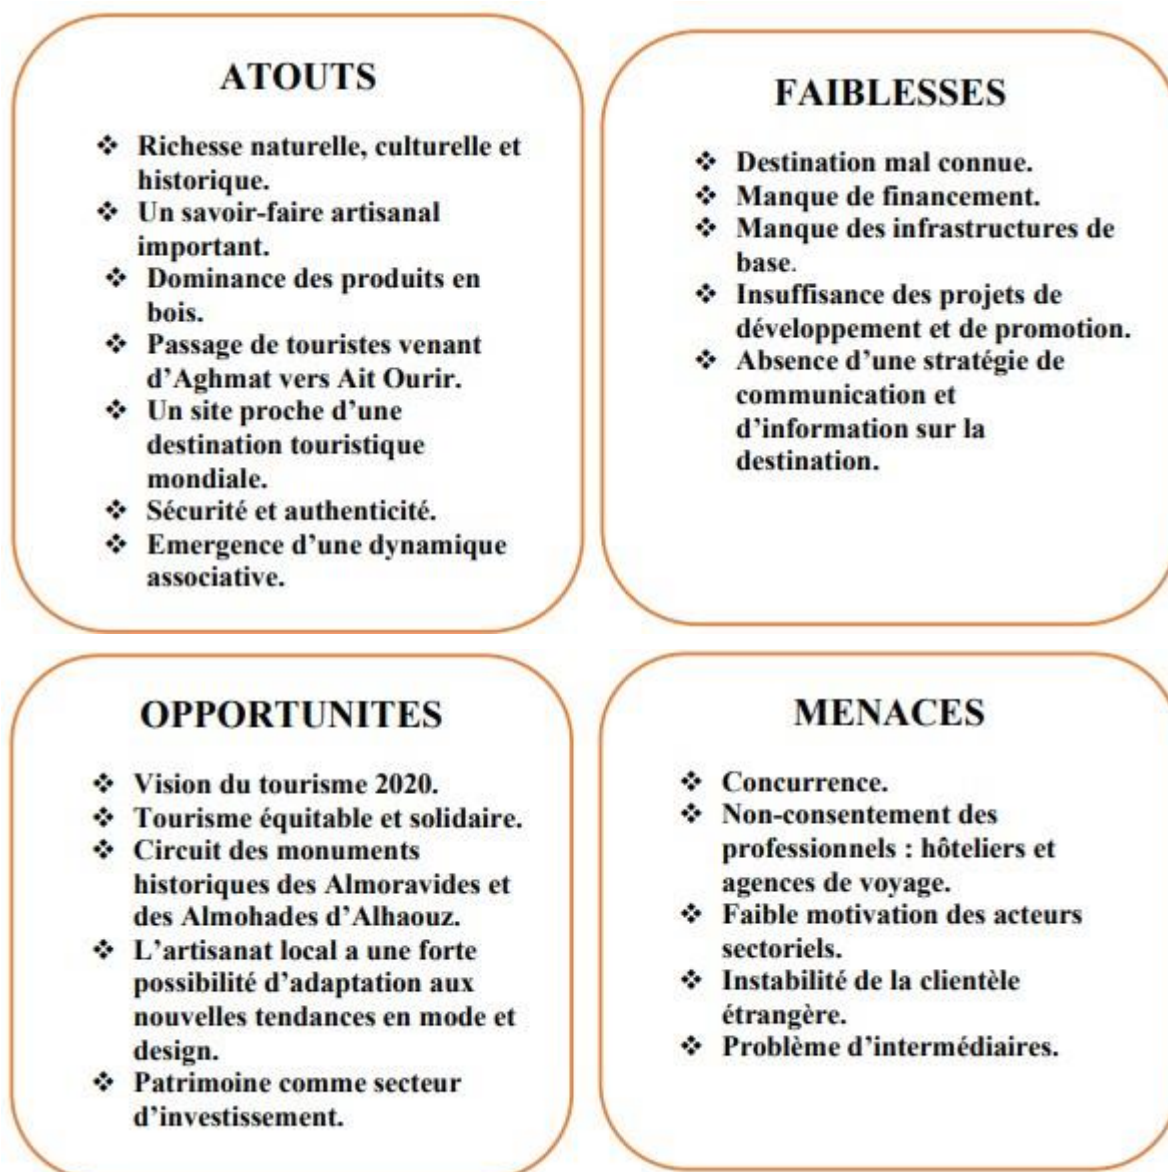 ATOUTS
❖ Richesse naturelle, culturelle et
historique.
❖ Un savoir-faire artisanal
important.
❖ Dominance des produits en
bois.
❖ Passage de touristes venant
d’Aghmat vers Ait Ourir.
❖ Un site proche d’une
destination touristique
mondiale.
❖ Sécurité et authenticité.
❖ Emergence d’une dynamique
associative.
FAIBLESSES
❖ Destination mal connue.
❖ Manque de financement.
❖ Manque des infrastructures de
base.
❖ Insuffisance des projets de
développement et de promotion.
❖ Absence d’une stratégie de
communication et
d’information sur la
destination.
OPPORTUNITES
❖ Vision du tourisme 2020.
❖ Tourisme équitable et solidaire.
❖ Circuit des monuments
historiques des Almoravides et
des Almohades d’Alhaouz.
❖ L’artisanat local a une forte
possibilité d’adaptation aux
nouvelles tendances en mode et
design.
❖ Patrimoine comme secteur
d’investissement.
MENACES
❖ Concurrence.
❖ Non-consentement des
professionnels : hôteliers et
agences de voyage.
❖ Faible motivation des acteurs
sectoriels.
❖ Instabilité de la clientèle
étrangère.
❖ Problème d’intermédiaires.